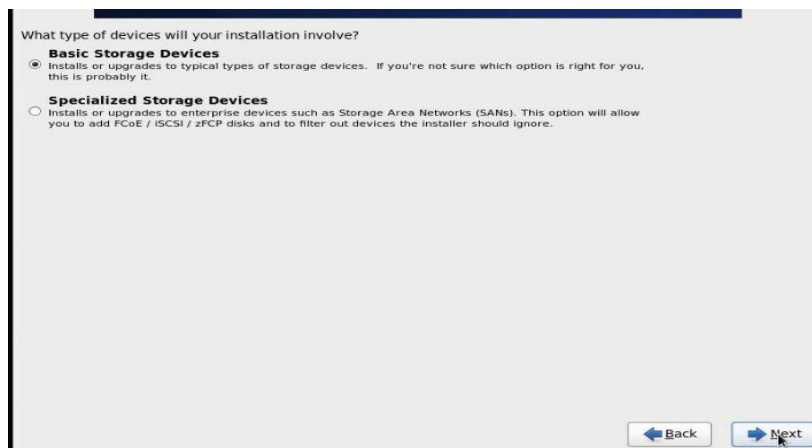 What type of devices will your installation involve?
Basic Storage Devices
Installs or upgrades to typical types of storage devices. If you're not sure which option is right for you,
this is probably it.
Specialized Storage Devices
Installs or upgrades to enterprise devices such as Storage Area Networks (SANs). This option will allow
you to add FCoE / iSCSI / zFCP disks and to filter out devices the installer should ignore.
Back
Next